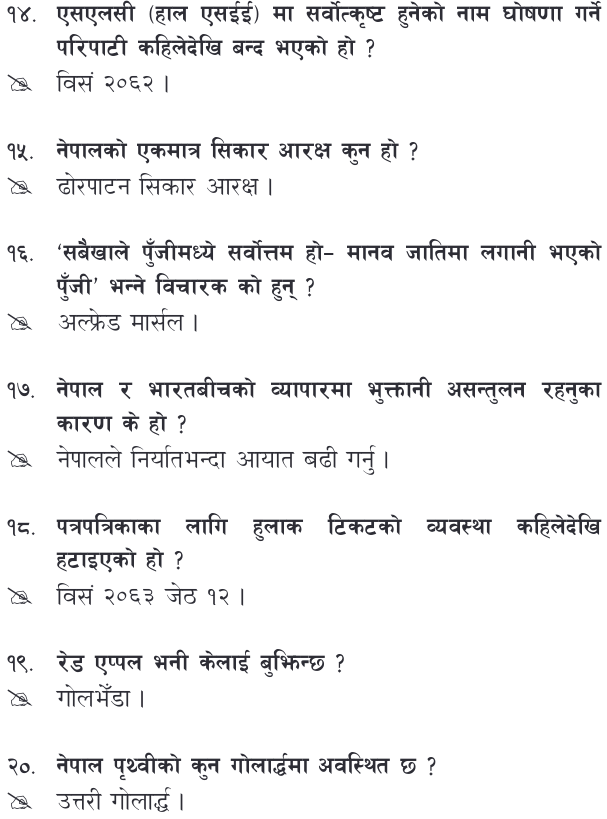 १४. एसएलसी (हाल एसईई) मा सर्वोत्कृष्ट हुनेको नाम घोषणा गर्ने
परिपाटी कहिलेदेखि बन्द भएको हो ?
विसं २०६२ ।
१५. नेपालको एकमात्र सिकार आरक्ष कुन हो ?
ढोरपाटन सिकार आरक्ष ।
१६. ‘सबैखाले पुँजीमध्ये सर्वोत्तम हो– मानव जातिमा लगानी भएको
पुँजी’ भन्ने विचारक को हुन् ?
अल्फ्रेड मार्सल ।
१७. नेपाल र भारतबीचको व्यापारमा भुक्तानी असन्तुलन रहनुका
कारण के हो ?
नेपालले निर्यातभन्दा आयात बढी गर्नु ।
१८. पत्रपत्रिकाका लागि हुलाक टिकटको व्यवस्था कहिलेदेखि
हटाइएको हो ?
विसं २०६३ जेठ १२ ।
१९. रेड एप्पल भनी केलाई बुझिन्छ ?
गोलभेँडा ।
२०. नेपाल पृथ्वीको कुन गोलार्द्धमा अवस्थित छ ?
उत्तरी गोलार्द्ध ।